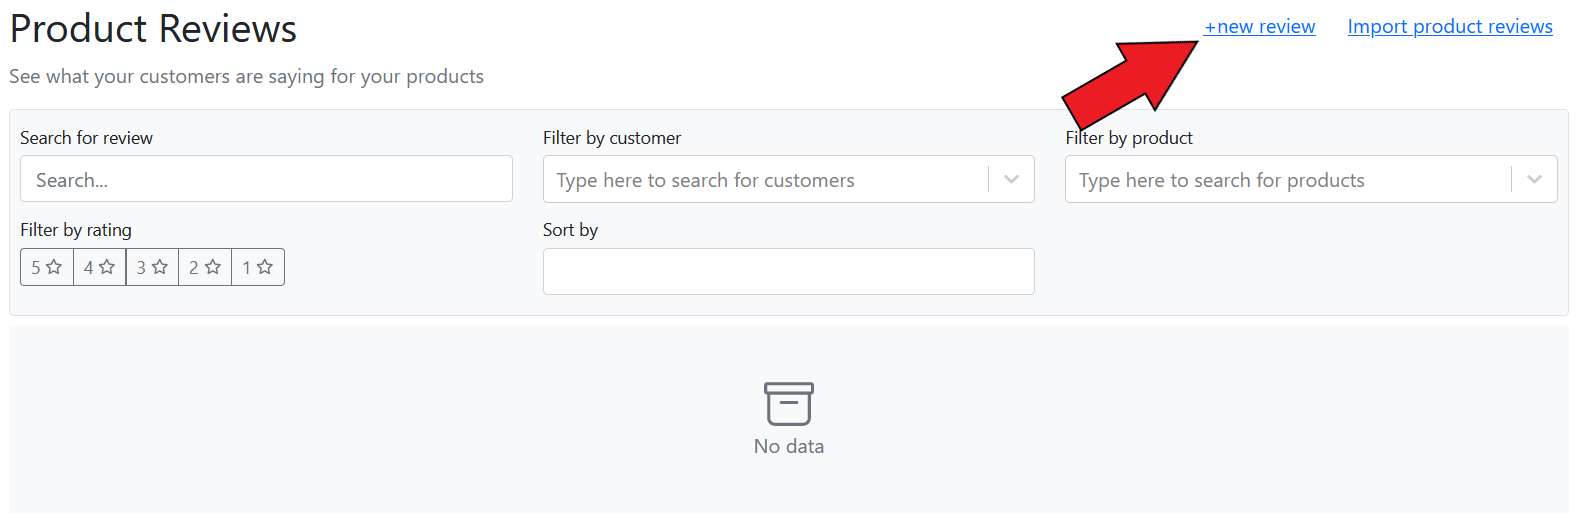 Product Reviews
+new review
Import product reviews
See what your customers are saying for your products
Search for review
Filter by customer
Filter by product
Search...
Type here to search for customers
Type here to search for products
Filter by rating
Sort by
5 ☆ 4 ☆ 3 ☆ 2 ☆ 1 ☆
No data